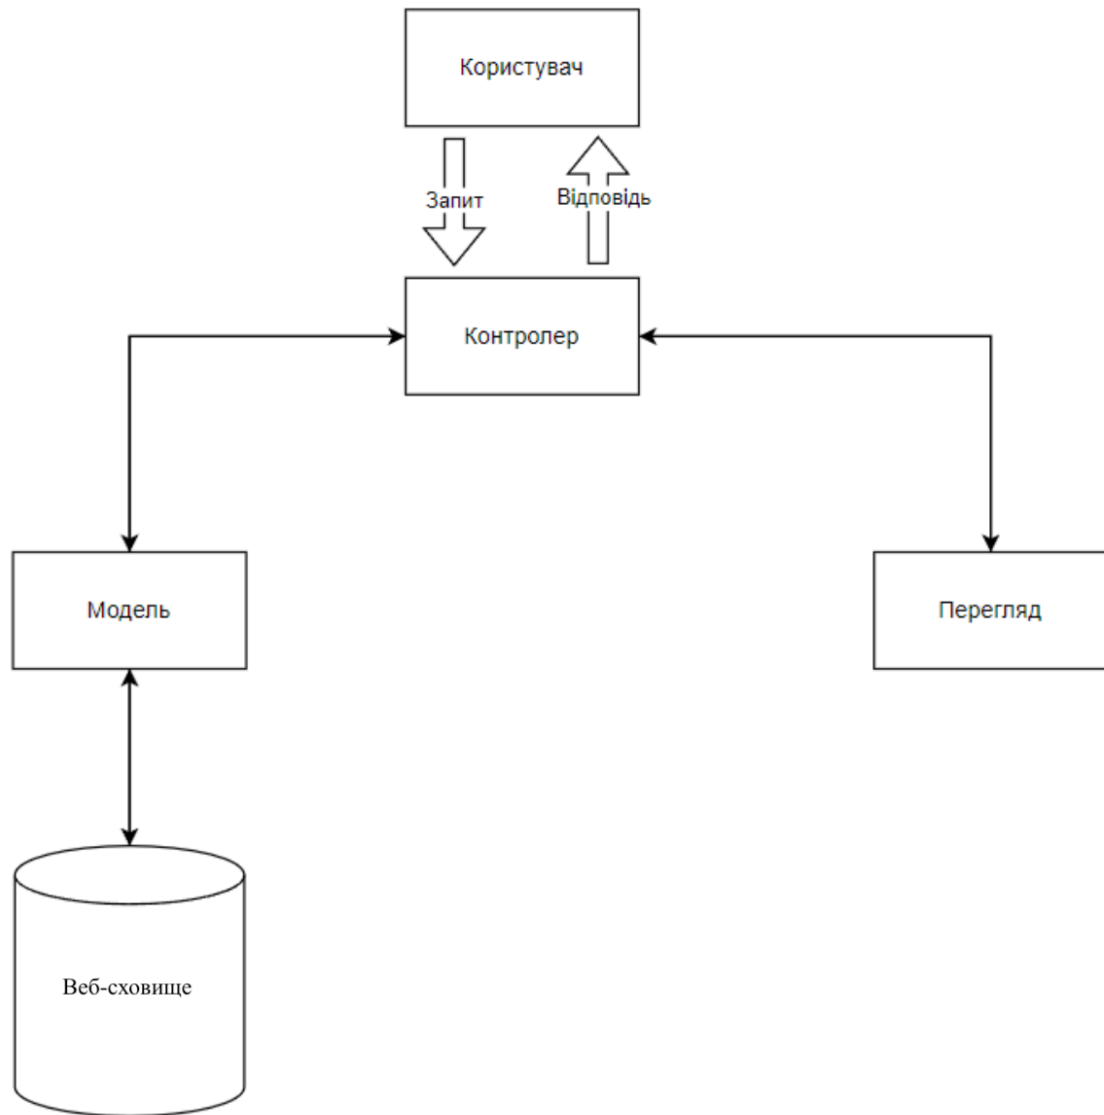 Користувач
Запит
Відповідь
Контролер
Модель
Перегляд
Веб-сховище